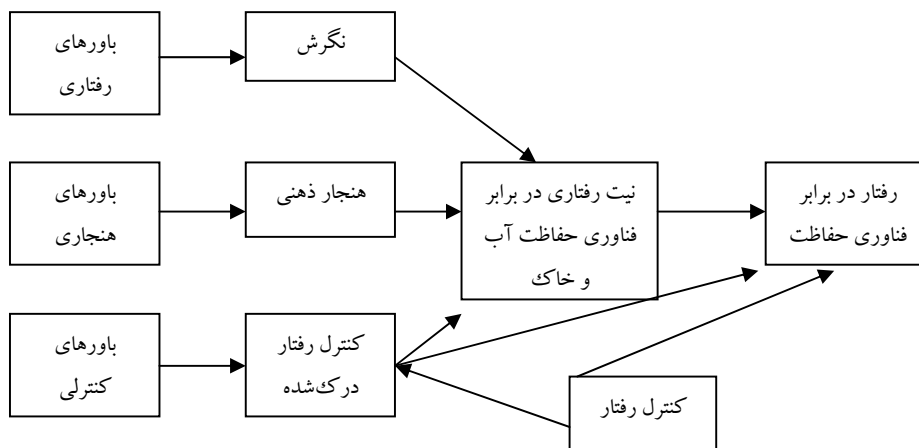 باورهای
رفتاری
نگرش
باورهای
هنجاری
هنجار ذهنی
نیت رفتاری در برابر
فناوری حفاظت آب
و خاک
رفتار در برابر
فناوری حفاظت
باورهای
کنترلی
کنترل رفتار
درک‌شده
کنترل رفتار